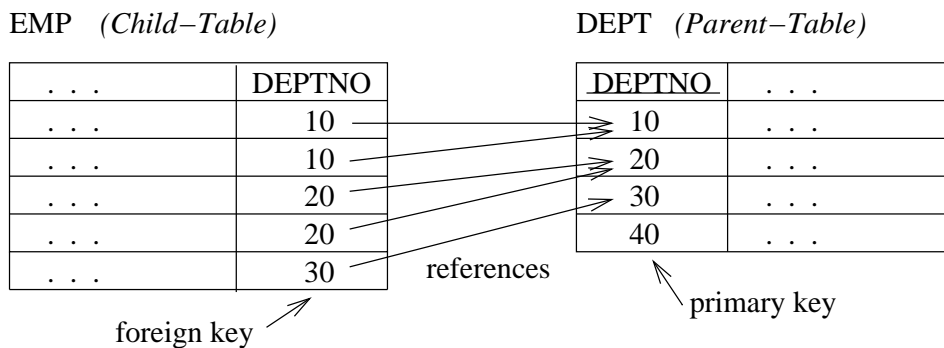 EMP (Child–Table)
DEPT (Parent–Table)
. . . DEPTNO
. . . 10
. . . 10
. . . 20
. . . 20
. . . 30
DEPTNO . . .
10 . . .
20 . . .
30 . . .
40 . . .
references
foreign key
primary key